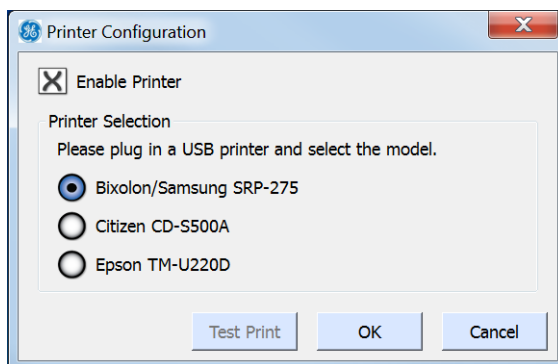 Printer Configuration
Enable Printer
Printer Selection
Please plug in a USB printer and select the model.
Bixolon/Samsung SRP-275
Citizen CD-S500A
Epson TM-U220D
Test Print OK Cancel